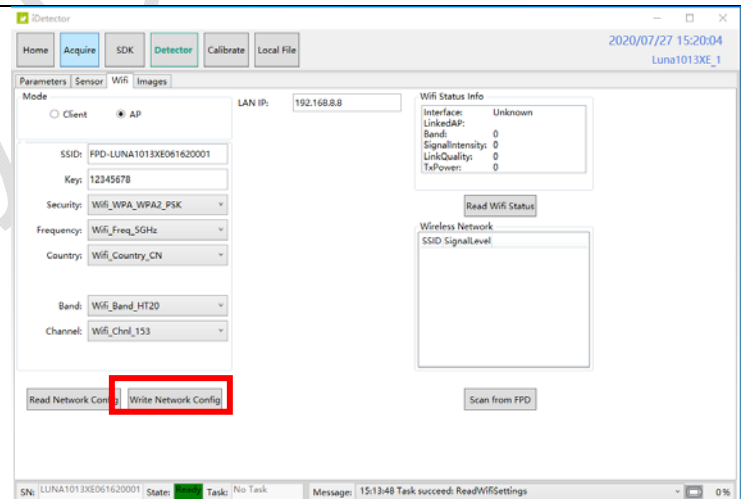 iDetector
Home Acquire SDK Detector Calibrate Local File
2020/07/27 15:20:04
Luna1013XE_1
Parameters Sensor Wifi Images
Mode
Client AP
LAN IP: 192.168.8.8
SSID: FPD-LUNA1013XE061620001
Key: 12345678
Security: Wifi_WPA_WPA2_PSK
Frequency: Wifi_Freq_5GHz
Country: Wifi_Country_CN
Band: Wifi_Band_HT20
Channel: Wifi_Chnl_153
Wifi Status Info
Interface: Unknown
LinkedAP:
Band: 0
SignalIntensity: 0
LinkQuality: 0
TxPower: 0
Read Wifi Status
Wireless Network
SSID SignalLevel
Read Network Config Write Network Config
Scan from FPD
SN: LUNA1013XE061620001 State: Ready Task: No Task Message: 15:13:48 Task succeed: ReadWifiSettings 0%